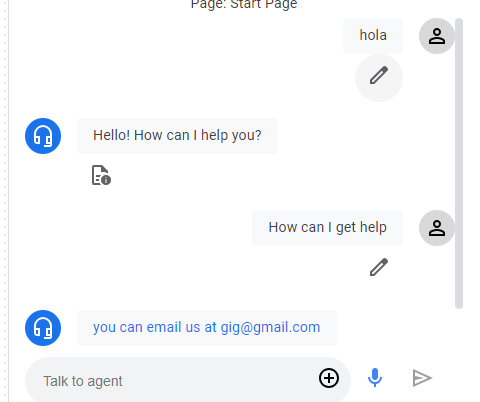 Page: Start Page
hola
Hello! How can I help you?
How can I get help
you can email us at gig@gmail.com
Talk to agent